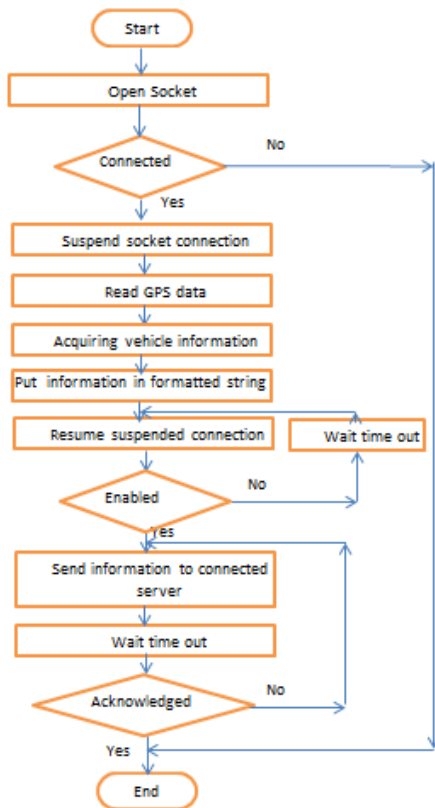 Start
Open Socket
Connected
No
Yes
Suspend socket connection
Read GPS data
Acquiring vehicle information
Put information in formatted string
Resume suspended connection
Wait time out
Enabled
No
Yes
Send information to connected
server
Wait time out
Acknowledged
No
Yes
End